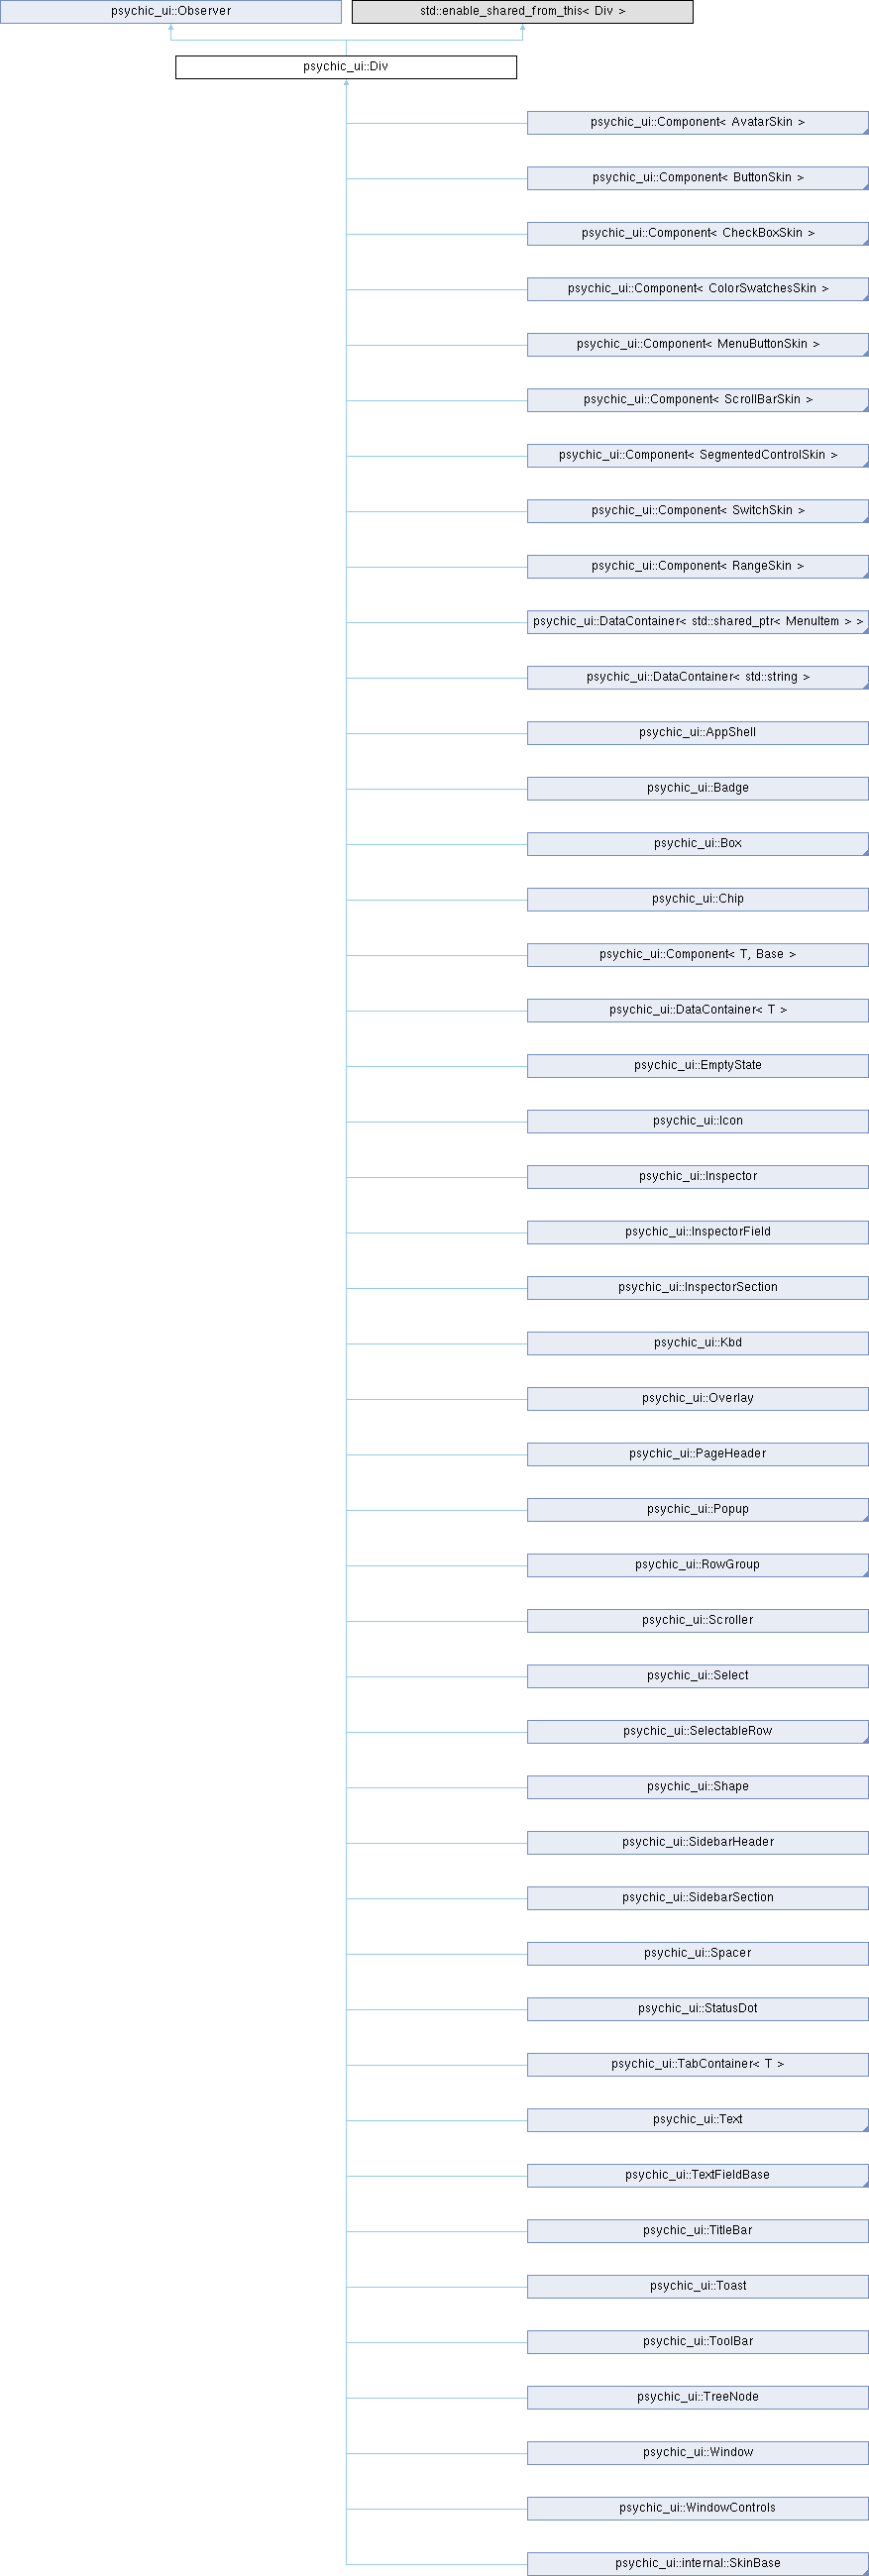 psychic_ui::Observer
std::enable_shared_from_this< Div >
psychic_ui::Div
psychic_ui::Component< AvatarSkin >
psychic_ui::Component< ButtonSkin >
psychic_ui::Component< CheckBoxSkin >
psychic_ui::Component< ColorSwatchesSkin >
psychic_ui::Component< MenuButtonSkin >
psychic_ui::Component< ScrollBarSkin >
psychic_ui::Component< SegmentedControlSkin >
psychic_ui::Component< SwitchSkin >
psychic_ui::Component< RangeSkin >
psychic_ui::DataContainer< std::shared_ptr< MenuItem > >
psychic_ui::DataContainer< std::string >
psychic_ui::AppShell
psychic_ui::Badge
psychic_ui::Box
psychic_ui::Chip
psychic_ui::Component< T, Base >
psychic_ui::DataContainer< T >
psychic_ui::EmptyState
psychic_ui::Icon
psychic_ui::Inspector
psychic_ui::InspectorField
psychic_ui::InspectorSection
psychic_ui::Kbd
psychic_ui::Overlay
psychic_ui::PageHeader
psychic_ui::Popup
psychic_ui::RowGroup
psychic_ui::Scroller
psychic_ui::Select
psychic_ui::SelectableRow
psychic_ui::Shape
psychic_ui::SidebarHeader
psychic_ui::SidebarSection
psychic_ui::Spacer
psychic_ui::StatusDot
psychic_ui::TabContainer< T >
psychic_ui::Text
psychic_ui::TextFieldBase
psychic_ui::TitleBar
psychic_ui::Toast
psychic_ui::ToolBar
psychic_ui::TreeNode
psychic_ui::Window
psychic_ui::WindowControls
psychic_ui::internal::SkinBase